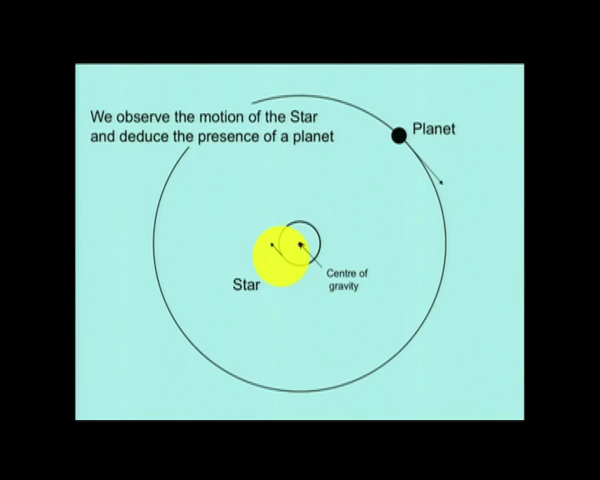 We observe the motion of the Star
and deduce the presence of a planet
Planet
Centre of
gravity
Star